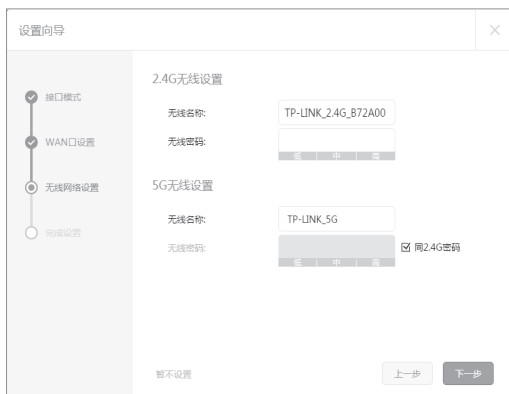 设置向导
接口模式
WAN口设置
无线网络设置
完成设置
2.4G无线设置
无线名称: TP-LINK_2.4G_B72A00
无线密码:
低 中 高
5G无线设置
无线名称: TP-LINK_5G
无线密码: 同2.4G密码
低 中 高
暂不设置 上一步 下一步